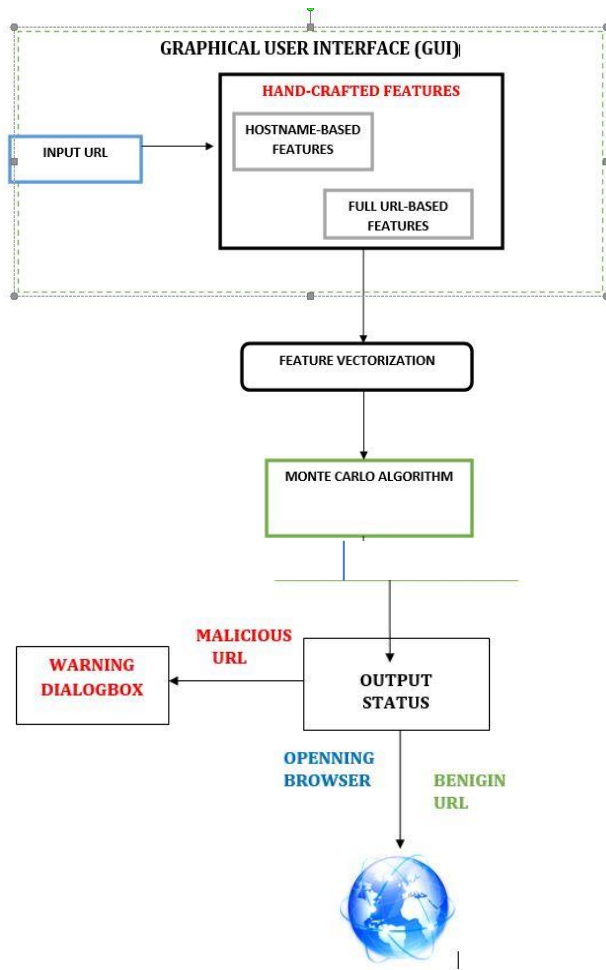 GRAPHICAL USER INTERFACE (GUI)
HAND-CRAFTED FEATURES
HOSTNAME-BASED
FEATURES
INPUT URL
FULL URL-BASED
FEATURES
FEATURE VECTORIZATION
MONTE CARLO ALGORITHM
MALICIOUS
URL
WARNING
DIALOGBOX
OUTPUT
STATUS
OPENNING
BROWSER
BENIGIN
URL